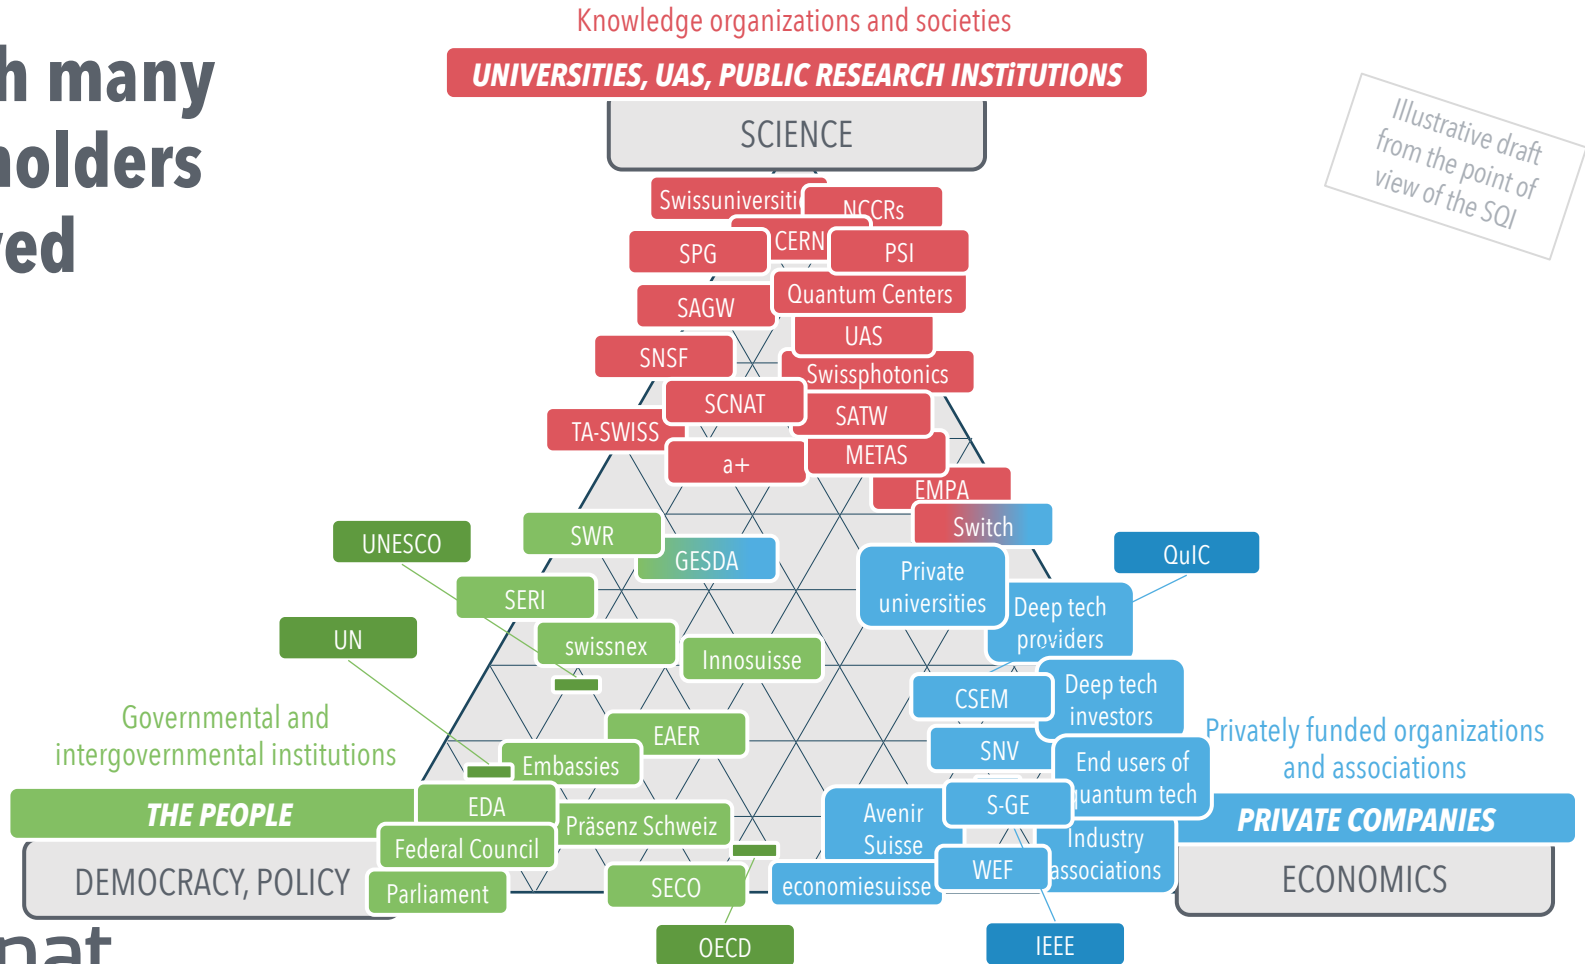 Knowledge organizations and societies
UNIVERSITIES, UAS, PUBLIC RESEARCH INSTiTUTIONS
SCIENCE
h many
holders
ved
Illustrative draft
from the point of
view of the SQI
Swissuniversiti
NCCRs
CERN
SPG
PSI
Quantum Centers
SAGW
UAS
SNSF
Swissphotonics
SCNAT
SATW
TA-SWISS
METAS
a+
EMPA
Switch
SWR
UNESCO
GESDA
QuIC
Private
universities
SERI
Deep tech
providers
UN
swissnex
Innosuisse
CSEM
Deep tech
investors
Governmental and
intergovernmental institutions
EAER
SNV
Privately funded organizations
and associations
Embassies
End users of
uantum tech
THE PEOPLE
EDA
Präsenz Schweiz
Avenir
Suisse
S-GE
PRIVATE COMPANIES
Federal Council
Industry
associations
DEMOCRACY, POLICY
Parliament
SECO
economiesuisse
WEF
ECONOMICS
OECD
IEEE
nat